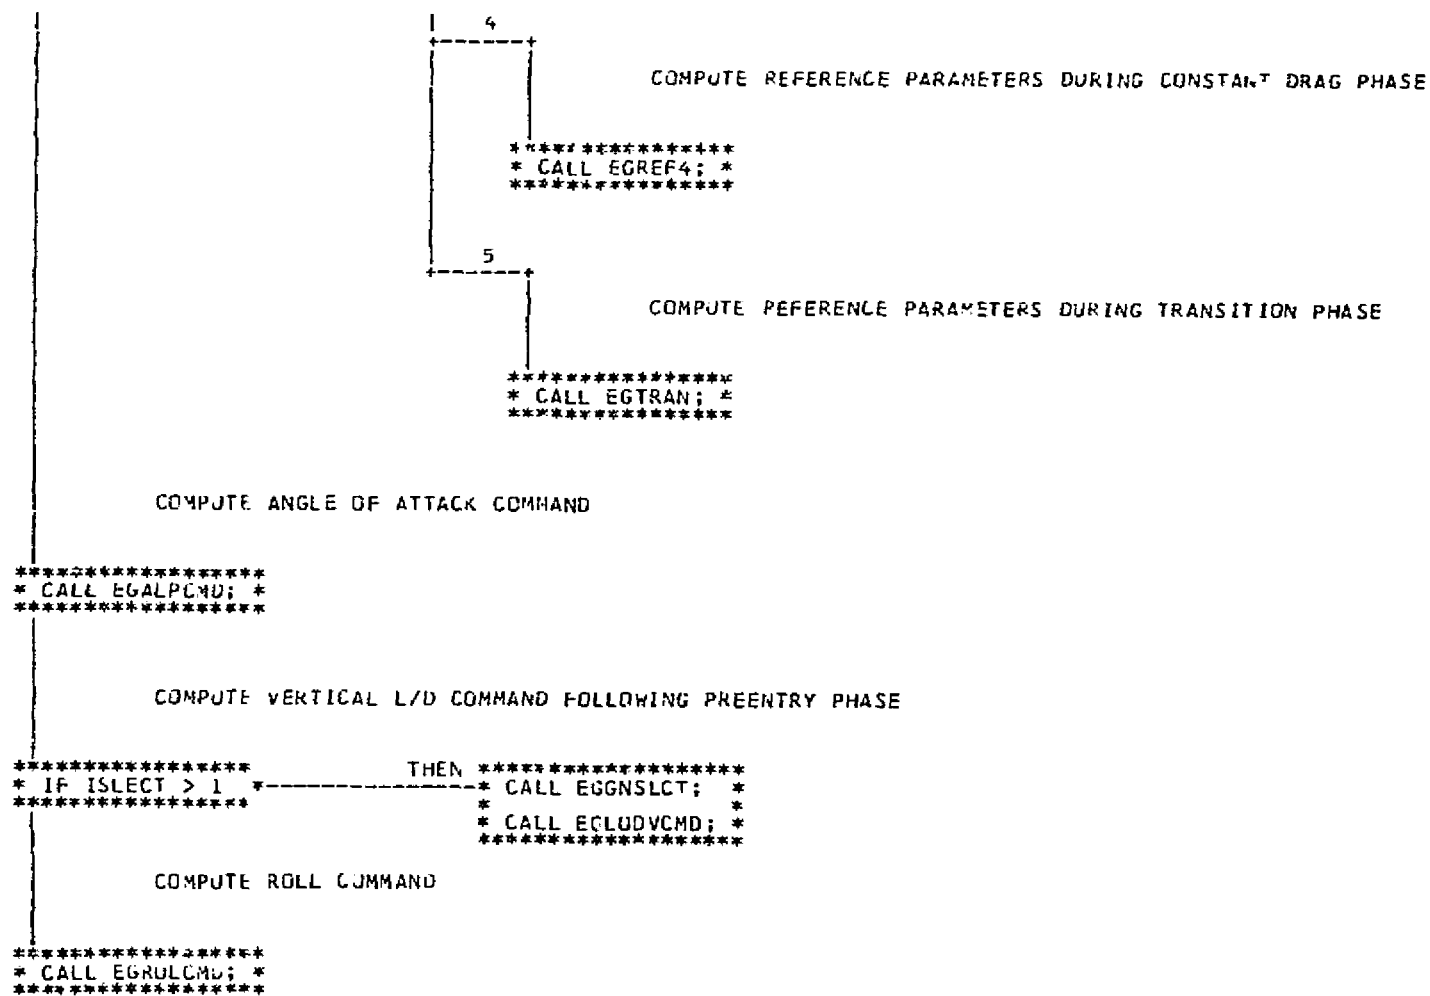 4
COMPUTE REFERENCE PARAMETERS DURING CONSTANT DRAG PHASE
* CALL EGREF4; *
5
COMPUTE REFERENCE PARAMETERS DURING TRANSITION PHASE
* CALL EGTRAN; *
COMPUTE ANGLE OF ATTACK COMMAND
* CALL EGALPCMD; *
COMPUTE VERTICAL L/D COMMAND FOLLOWING PREENTRY PHASE
* IF ISLECT > 1 * THEN * CALL EGGNSLCT; *
* CALL EGLODVCMD; *
COMPUTE ROLL COMMAND
* CALL EGROLCMD; *